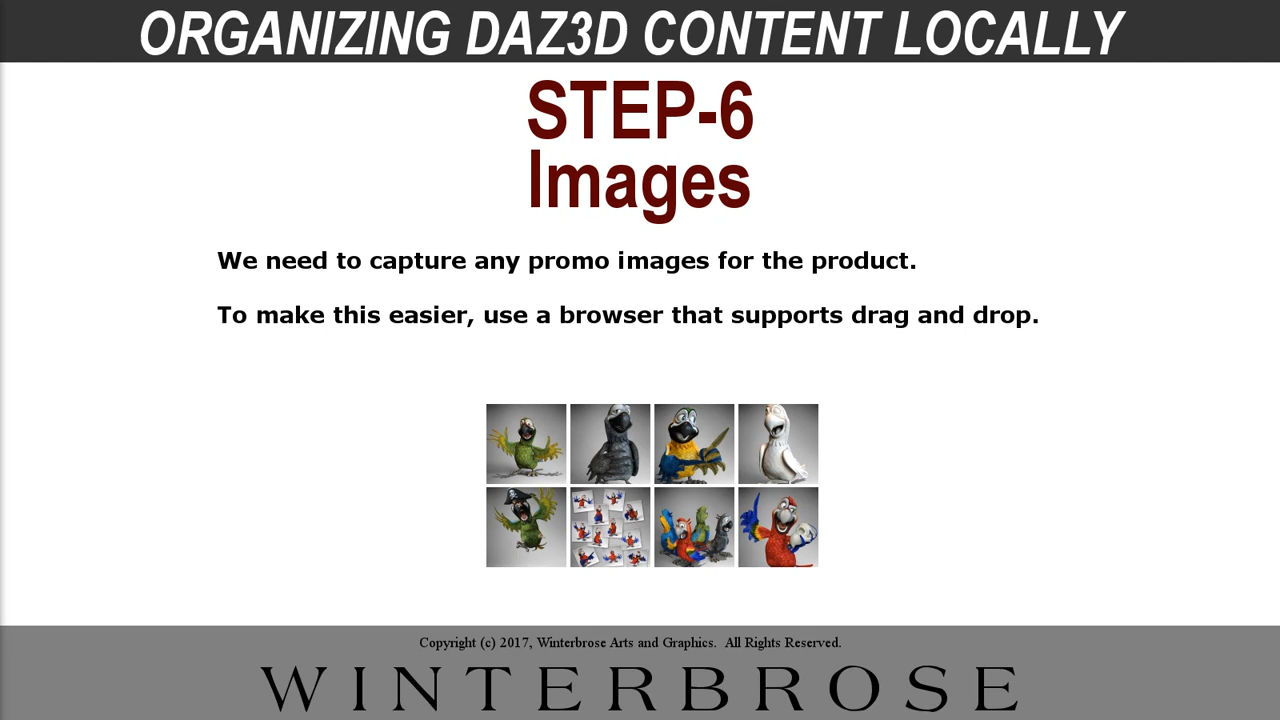 ORGANIZING DAZ3D CONTENT LOCALLY
STEP-6
Images
We need to capture any promo images for the product.
To make this easier, use a browser that supports drag and drop.
Copyright (c) 2017, Winterbrose Arts and Graphics.  All Rights Reserved.
WINTERBROSE